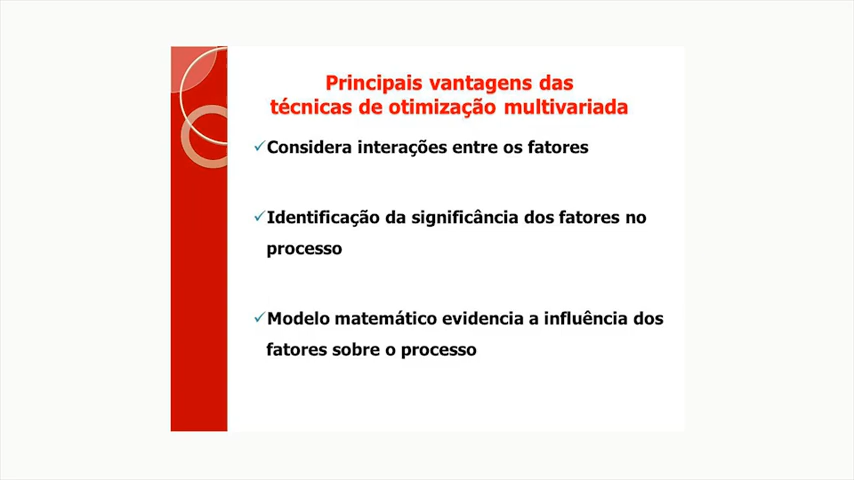 Principais vantagens das
técnicas de otimização multivariada
✓Considera interações entre os fatores
✓Identificação da significância dos fatores no
processo
✓Modelo matemático evidencia a influência dos
fatores sobre o processo